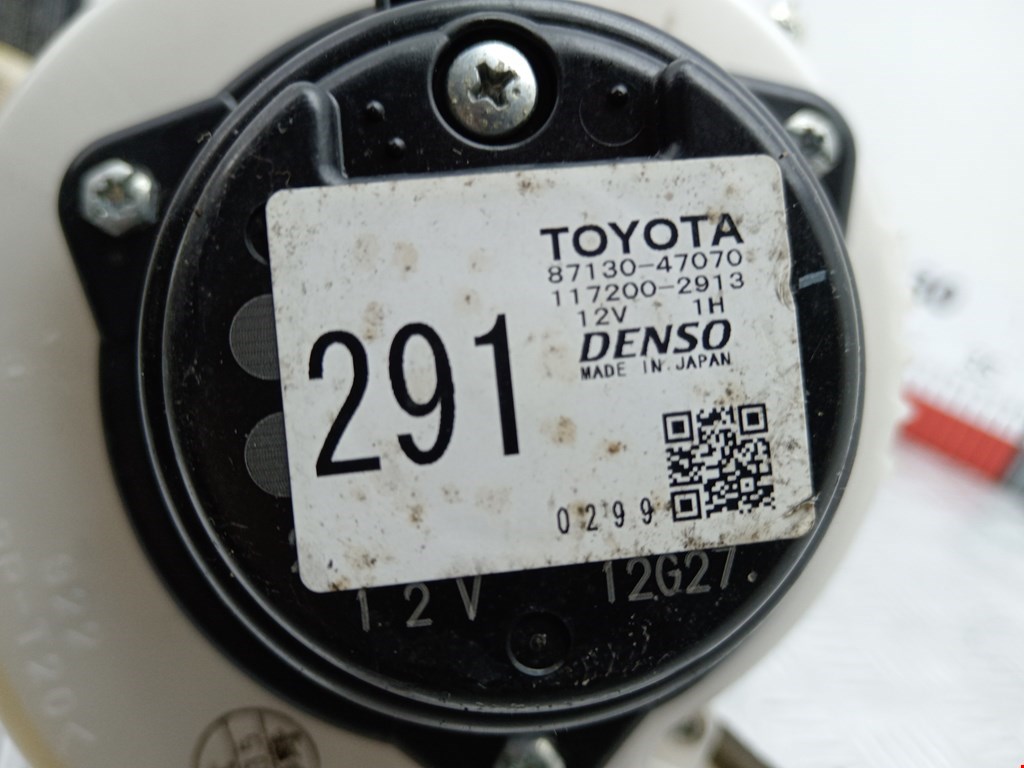 TOYOTA
87130-47070
117200-2913
12V 1H
DENSO
MADE IN JAPAN
291
0299
12V 12G27.